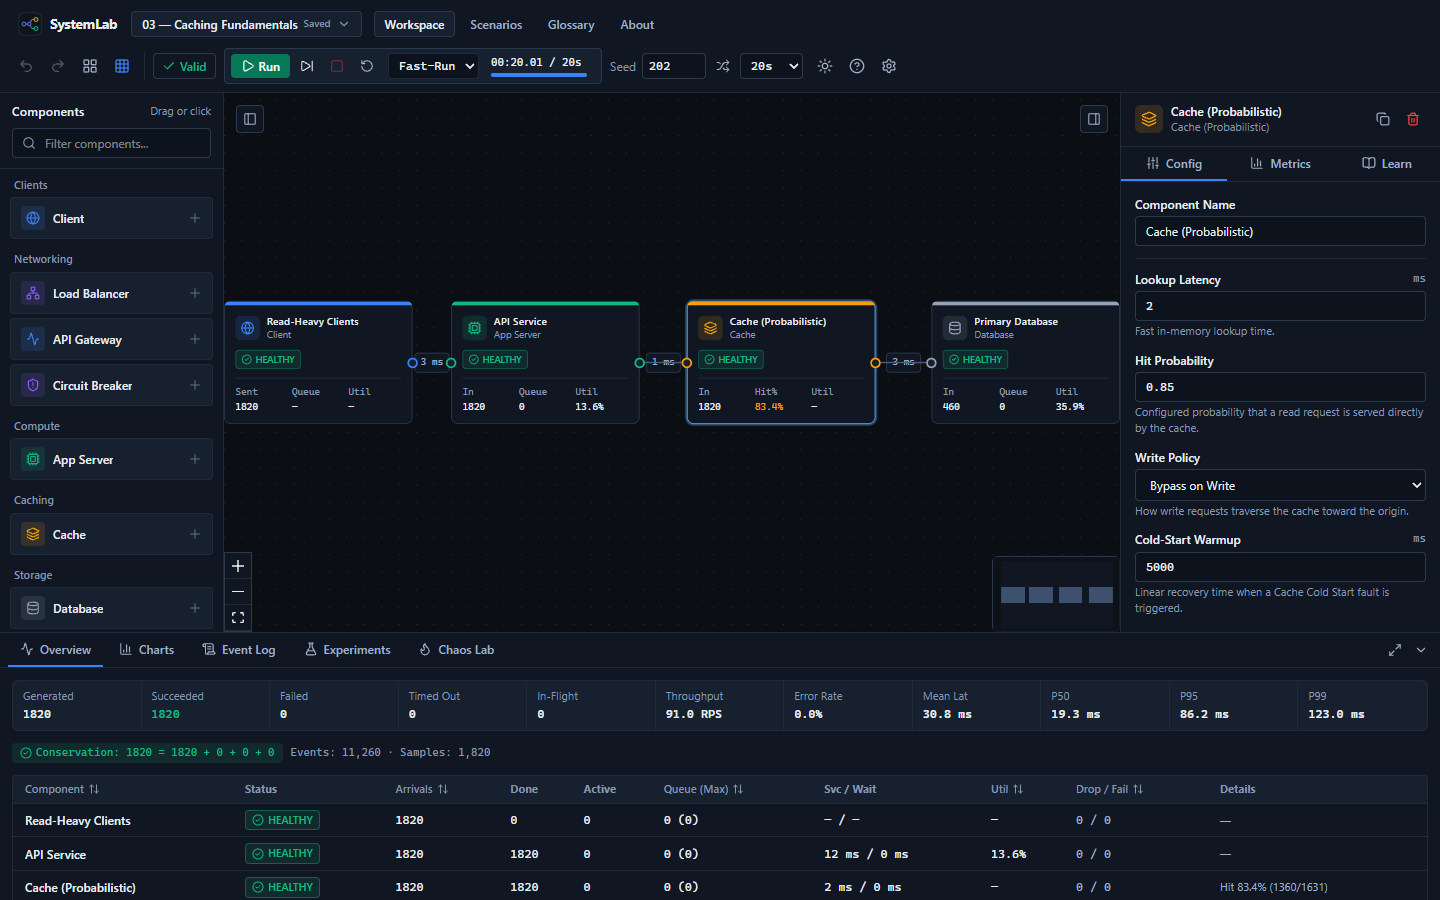 SystemLab
03 — Caching Fundamentals Saved
Workspace
Scenarios
Glossary
About
Valid
Run
Fast-Run
00:20.01 / 20s
Seed
202
20s
Components
Drag or click
Filter components...
Clients
Client
Networking
Load Balancer
API Gateway
Circuit Breaker
Compute
App Server
Caching
Cache
Storage
Database
Read-Heavy Clients
Client
HEALTHY
Sent Queue Util
1820 — —
3 ms
API Service
App Server
HEALTHY
In Queue Util
1820 0 13.6%
1 ms
Cache (Probabilistic)
Cache
HEALTHY
In Hit% Util
1820 83.4% —
3 ms
Primary Database
Database
HEALTHY
In Queue Util
460 0 35.9%
Cache (Probabilistic)
Cache (Probabilistic)
Config
Metrics
Learn
Component Name
Cache (Probabilistic)
Lookup Latency ms
2
Fast in-memory lookup time.
Hit Probability
0.85
Configured probability that a read request is served directly
by the cache.
Write Policy
Bypass on Write
How write requests traverse the cache toward the origin.
Cold-Start Warmup ms
5000
Linear recovery time when a Cache Cold Start fault is
triggered.
Overview
Charts
Event Log
Experiments
Chaos Lab
Generated Succeeded Failed Timed Out In-Flight Throughput Error Rate Mean Lat P50 P95 P99
1820 1820 0 0 0 91.0 RPS 0.0% 30.8 ms 19.3 ms 86.2 ms 123.0 ms
Conservation: 1820 = 1820 + 0 + 0 + 0 Events: 11,260 · Samples: 1,820
Component Status Arrivals Done Active Queue (Max) Svc / Wait Util Drop / Fail Details
Read-Heavy Clients HEALTHY 1820 0 0 0 (0) — / — — 0 / 0 —
API Service HEALTHY 1820 1820 0 0 (0) 12 ms / 0 ms 13.6% 0 / 0 —
Cache (Probabilistic) HEALTHY 1820 1820 0 0 (0) 2 ms / 0 ms — 0 / 0 Hit 83.4% (1360/1631)